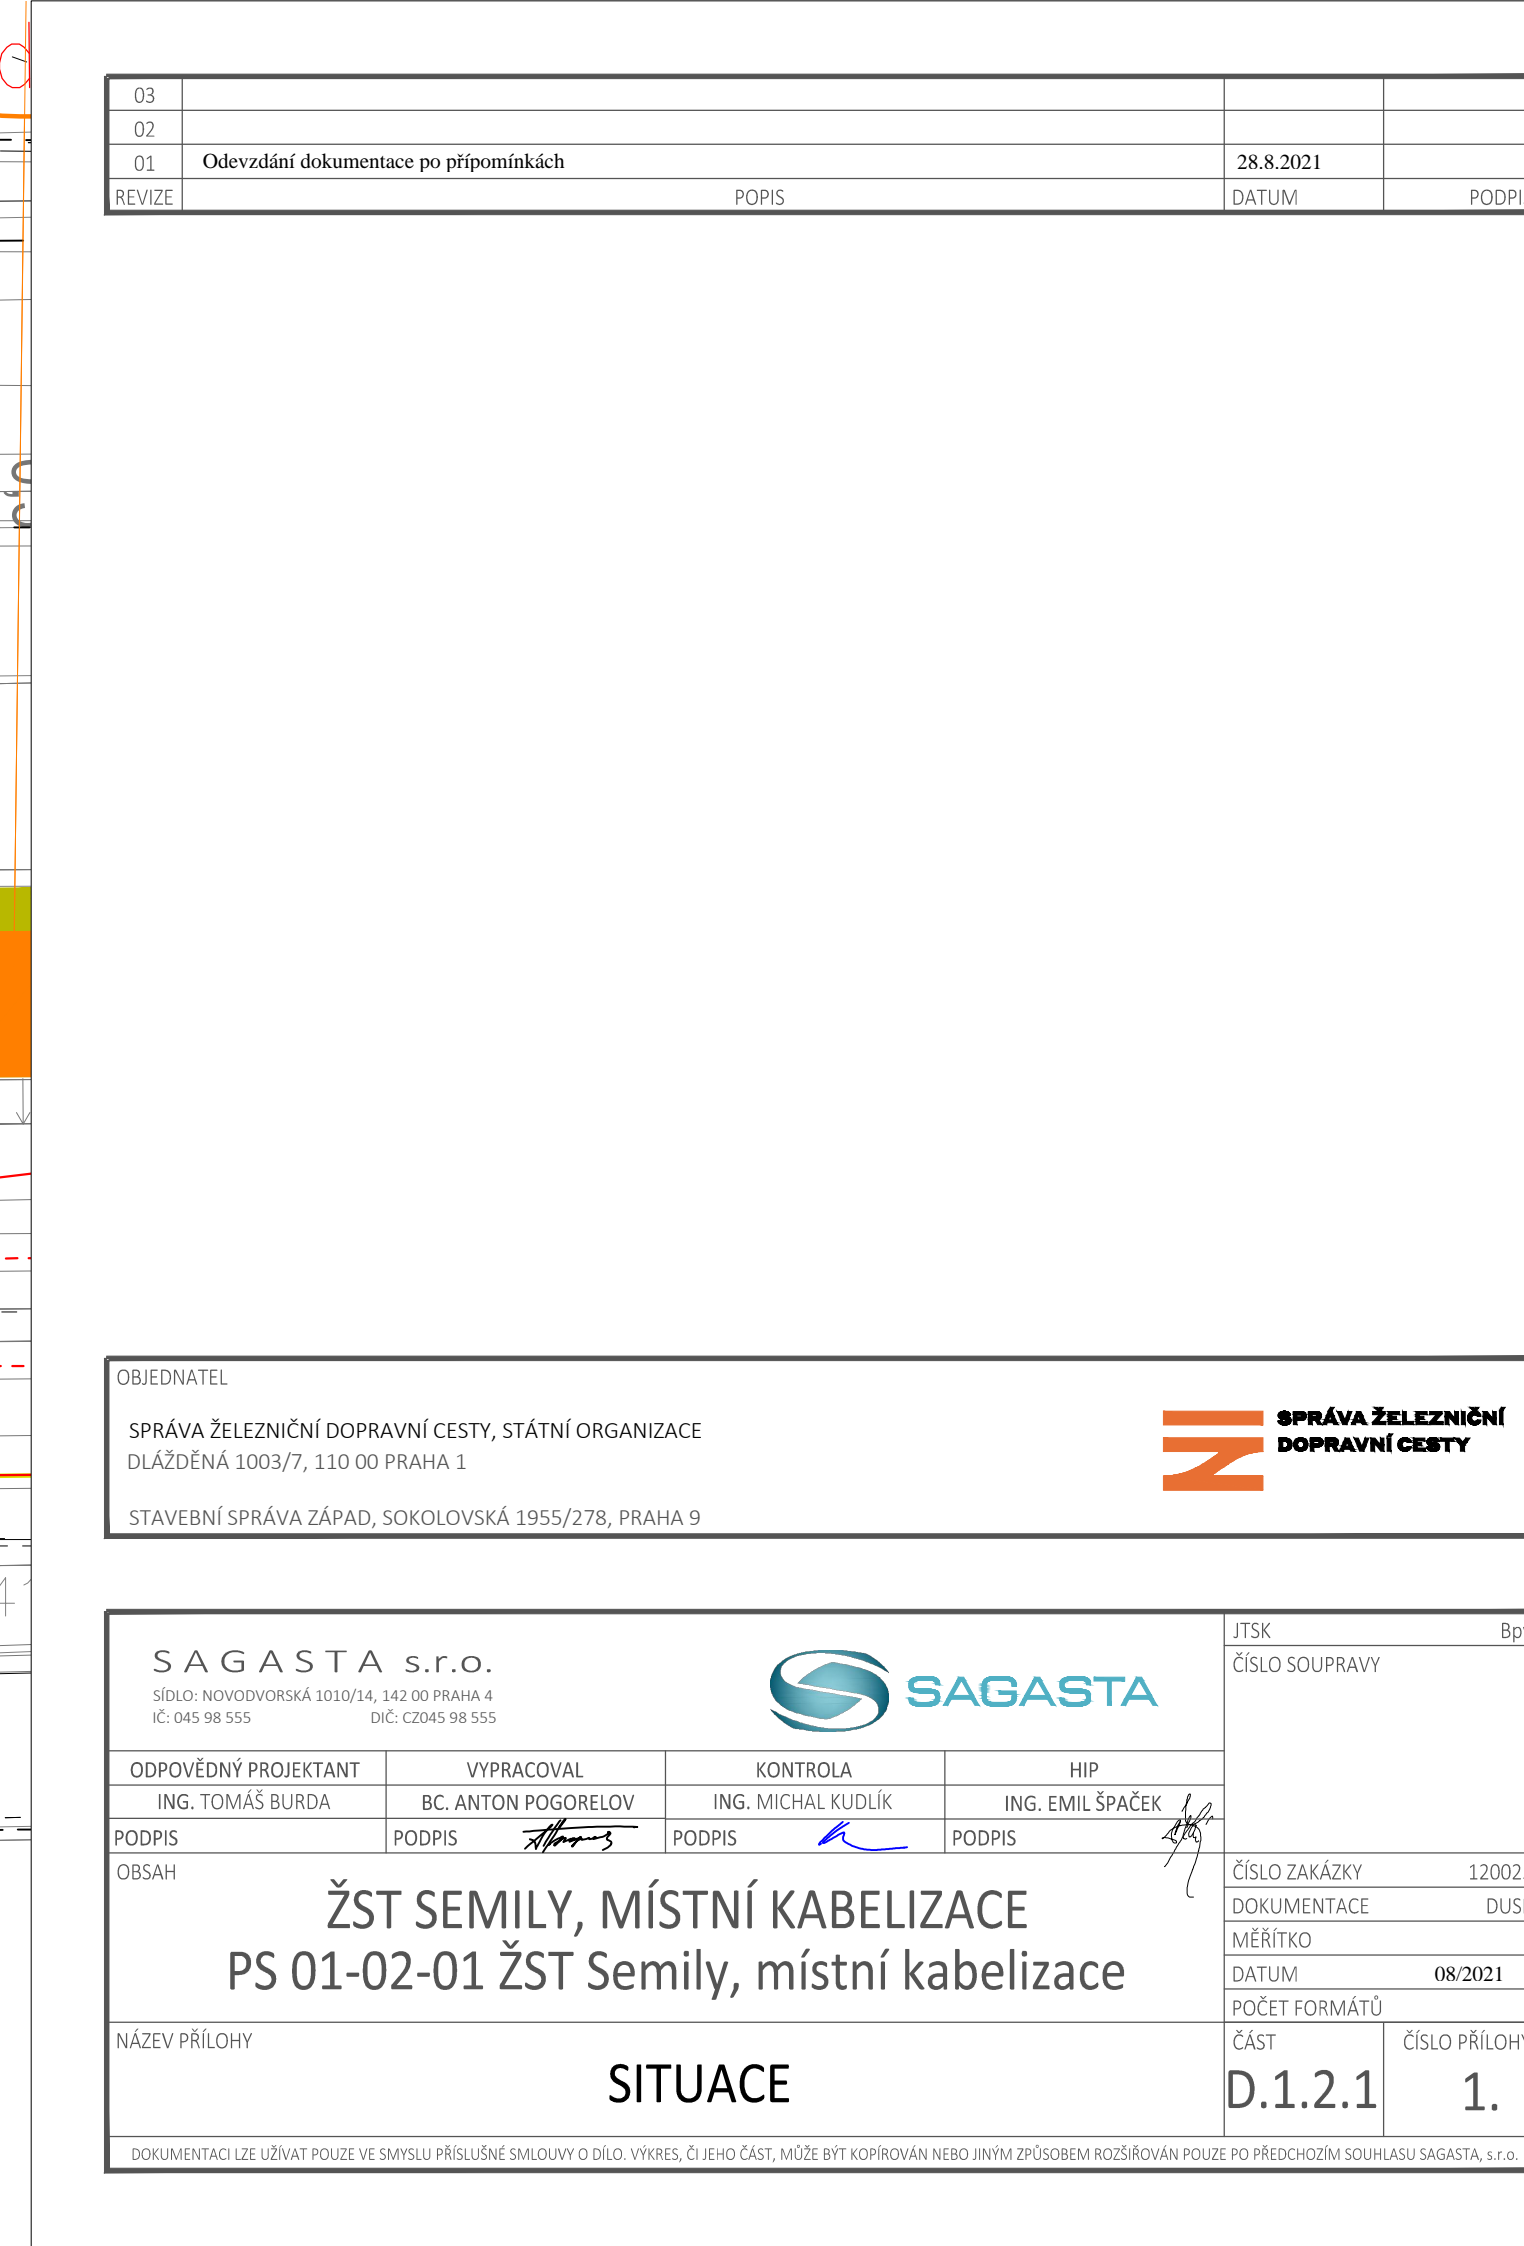 03
02
01 Odevzdání dokumentace po přípomínkách 28.8.2021
REVIZE POPIS DATUM
OBJEDNATEL
SPRÁVA ŽELEZNIČNÍ DOPRAVNÍ CESTY, STÁTNÍ ORGANIZACE
DLÁŽDĚNÁ 1003/7, 110 00 PRAHA 1
STAVEBNÍ SPRÁVA ZÁPAD, SOKOLOVSKÁ 1955/278, PRAHA 9
SPRÁVA ŽELEZNIČNÍ
DOPRAVNÍ CESTY
SAGASTA s.r.o.
SÍDLO: NOVODVORSKÁ 1010/14, 142 00 PRAHA 4
IČ: 045 98 555 DIČ: CZ045 98 555
SAGASTA
JTSK
ČÍSLO SOUPRAVY
ODPOVĚDNÝ PROJEKTANT VYPRACOVAL KONTROLA HIP
ING. TOMÁŠ BURDA BC. ANTON POGORELOV ING. MICHAL KUDLÍK ING. EMIL ŠPAČEK
PODPIS PODPIS PODPIS PODPIS
OBSAH
ŽST SEMILY, MÍSTNÍ KABELIZACE
PS 01-02-01 ŽST Semily, místní kabelizace
ČÍSLO ZAKÁZKY
DOKUMENTACE
MĚŘÍTKO
DATUM 08/2021
POČET FORMÁTŮ
NÁZEV PŘÍLOHY
SITUACE
ČÁST ČÍSLO PŘÍLOHY
D.1.2.1 1.
DOKUMENTACI LZE UŽÍVAT POUZE VE SMYSLU PŘÍSLUŠNÉ SMLOUVY O DÍLO. VÝKRES, ČI JEHO ČÁST, MŮŽE BÝT KOPÍROVÁN NEBO JINÝM ZPŮSOBEM ROZŠIŘOVÁN POUZE PO PŘEDCHOZÍM SOUHLASU SAGASTA, s.r.o.